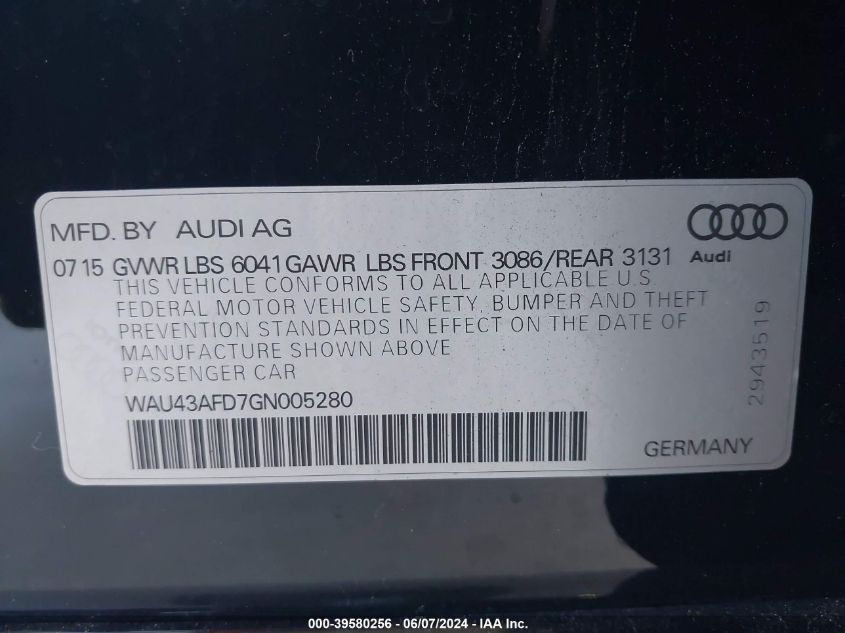 MFD. BY AUDI AG
07 15 GVWR LBS 6041 GAWR LBS FRONT 3086/REAR 3131
Audi
THIS VEHICLE CONFORMS TO ALL APPLICABLE U.S
FEDERAL MOTOR VEHICLE SAFETY, BUMPER AND THEFT
PREVENTION STANDARDS IN EFFECT ON THE DATE OF
MANUFACTURE SHOWN ABOVE
PASSENGER CAR
2943519
WAU43AFD7GN005280
GERMANY
000-39580256 - 06/07/2024 - IAA Inc.